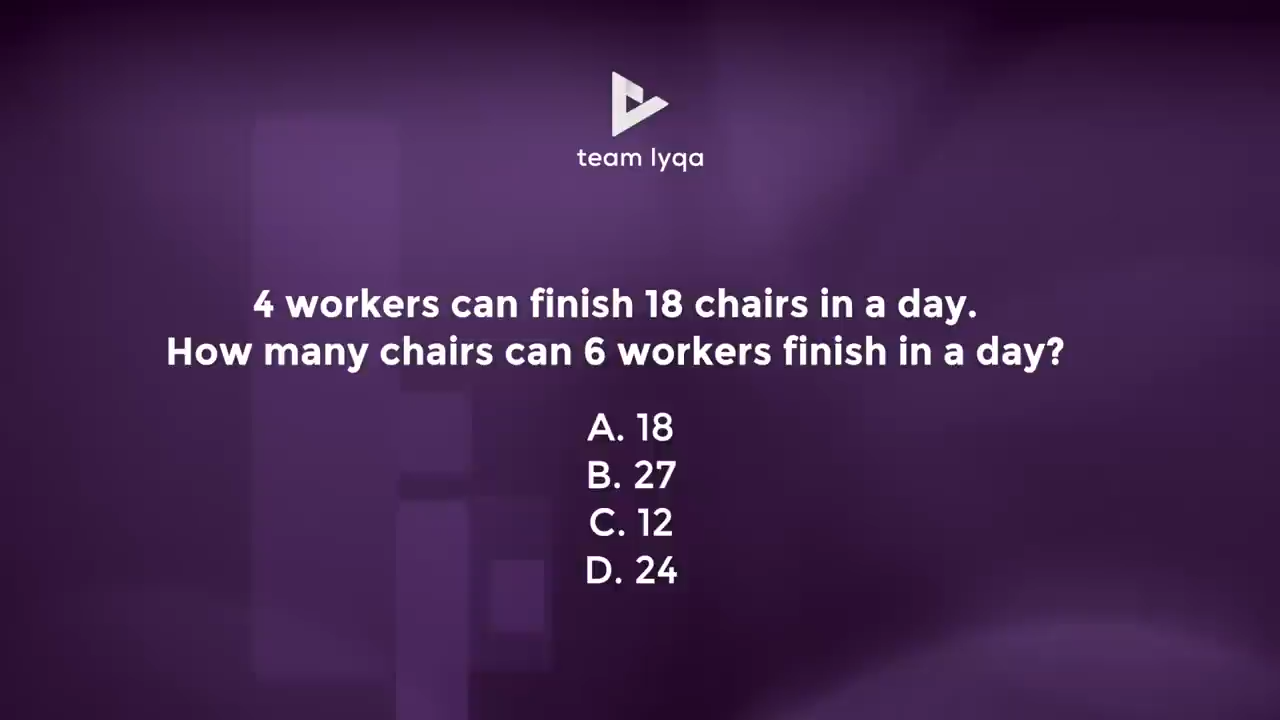 team lyqa
4 workers can finish 18 chairs in a day.
How many chairs can 6 workers finish in a day?
A. 18
B. 27
C. 12
D. 24